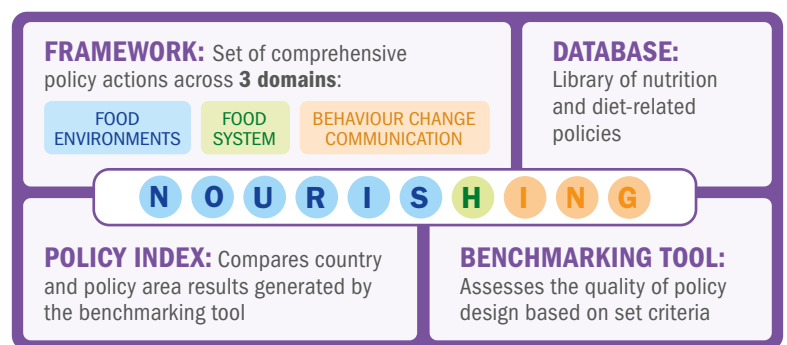 FRAMEWORK: Set of comprehensive
policy actions across 3 domains:
FOOD
ENVIRONMENTS
FOOD
SYSTEM
BEHAVIOUR CHANGE
COMMUNICATION
DATABASE:
Library of nutrition
and diet-related
policies
NOURISHING
POLICY INDEX: Compares country
and policy area results generated by
the benchmarking tool
BENCHMARKING TOOL:
Assesses the quality of policy
design based on set criteria